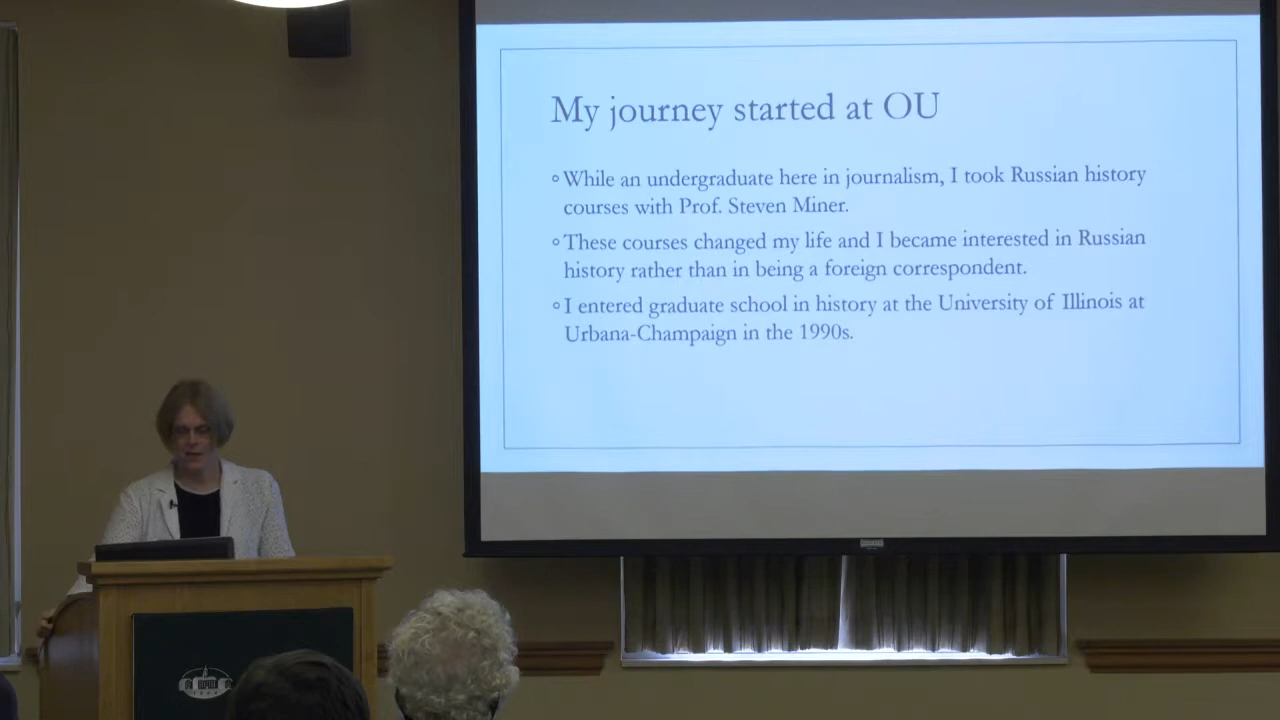 My journey started at OU
◦While an undergraduate here in journalism, I took Russian history
courses with Prof. Steven Miner.
◦These courses changed my life and I became interested in Russian
history rather than in being a foreign correspondent.
◦I entered graduate school in history at the University of Illinois at
Urbana-Champaign in the 1990s.